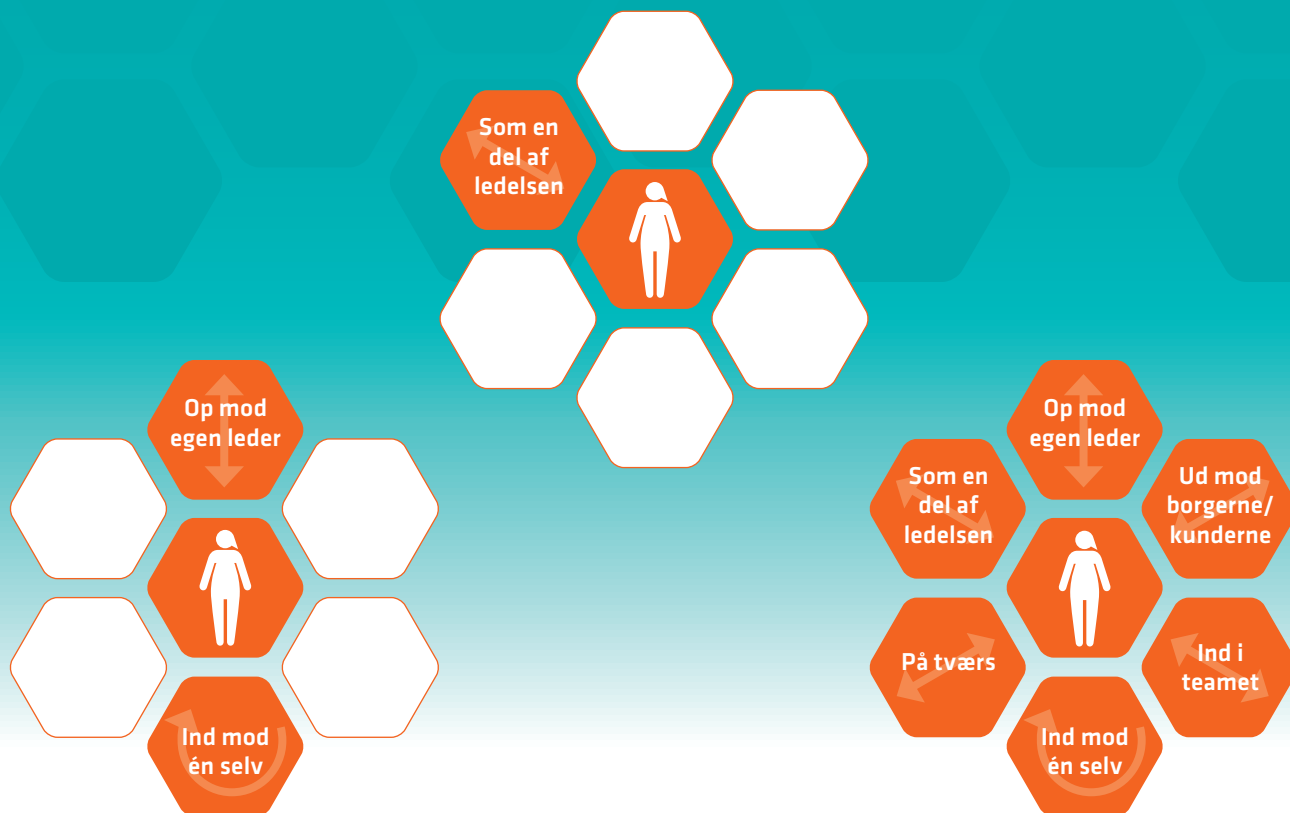 Som en
del af
ledelsen
Op mod
egen leder
Ind mod
én selv
Op mod
egen leder
Som en
del af
ledelsen
Ud mod
borgerne/
kunderne
På tværs
Ind i
teamet
Ind mod
én selv